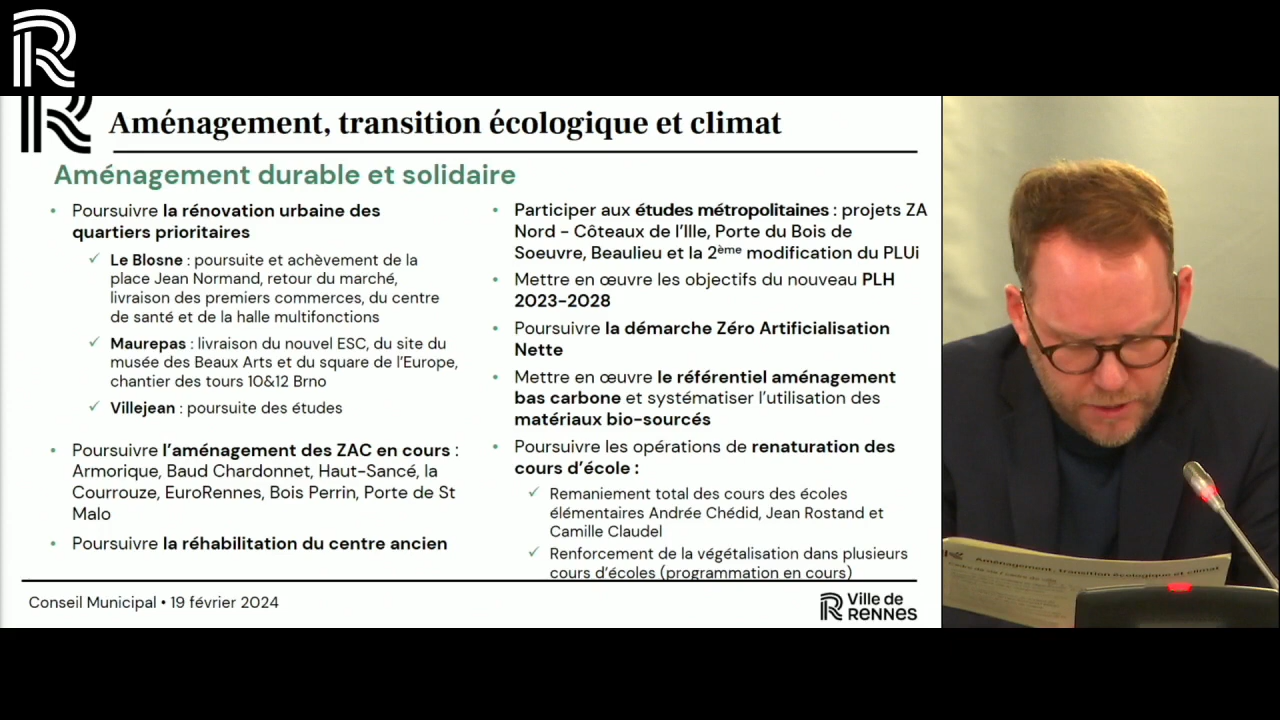 Aménagement, transition écologique et climat
Aménagement durable et solidaire
• Poursuivre la rénovation urbaine des
quartiers prioritaires
✓ Le Blosne : poursuite et achèvement de la
place Jean Normand, retour du marché,
livraison des premiers commerces, du centre
de santé et de la halle multifonctions
✓ Maurepas : livraison du nouvel ESC, du site du
musée des Beaux Arts et du square de l'Europe,
chantier des tours 10&12 Brno
✓ Villejean : poursuite des études
• Poursuivre l'aménagement des ZAC en cours :
Armorique, Baud Chardonnet, Haut-Sancé, la
Courrouze, EuroRennes, Bois Perrin, Porte de St
Malo
• Poursuivre la réhabilitation du centre ancien
• Participer aux études métropolitaines : projets ZA
Nord - Côteaux de l'Ille, Porte du Bois de
Soeuvre, Beaulieu et la 2ème modification du PLUi
• Mettre en œuvre les objectifs du nouveau PLH
2023-2028
• Poursuivre la démarche Zéro Artificialisation
Nette
• Mettre en œuvre le référentiel aménagement
bas carbone et systématiser l'utilisation des
matériaux bio-sourcés
• Poursuivre les opérations de renaturation des
cours d'école :
✓ Remaniement total des cours des écoles
élémentaires Andrée Chédid, Jean Rostand et
Camille Claudel
✓ Renforcement de la végétalisation dans plusieurs
cours d'écoles (programmation en cours)
Conseil Municipal • 19 février 2024
Ville de
RENNES
Aménagement, transition écologique et climat